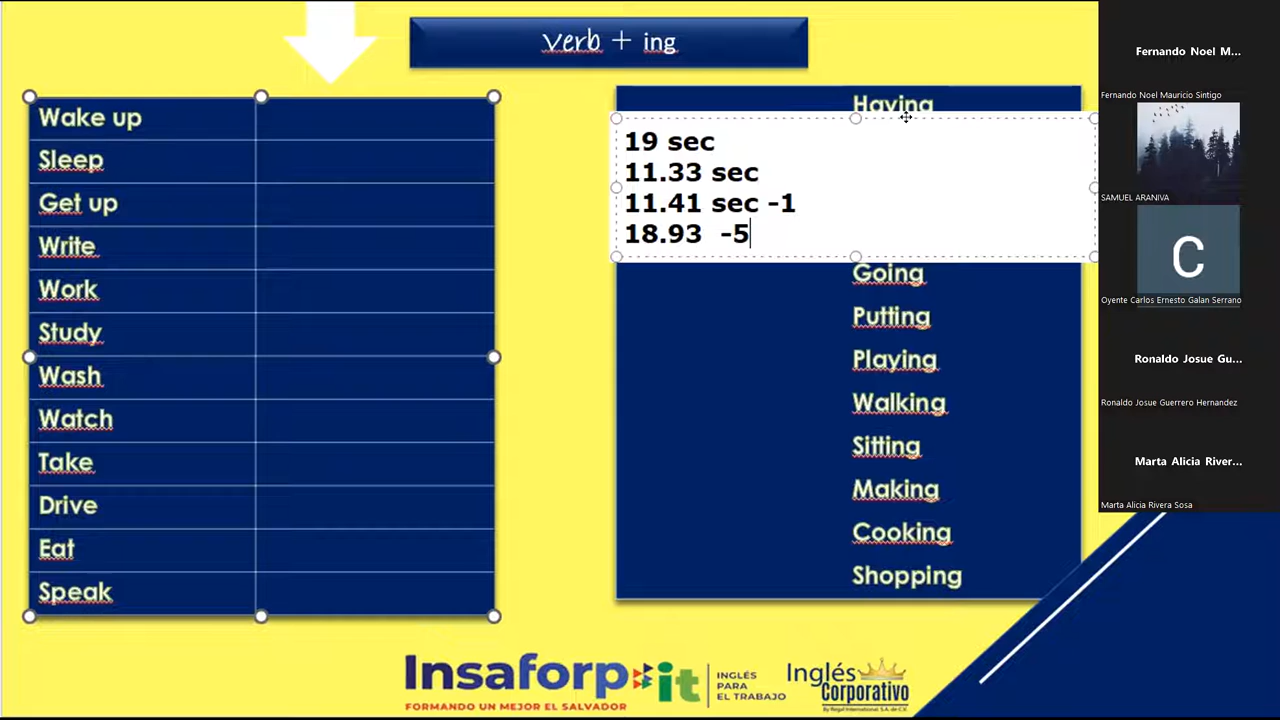 verb + ing
Wake up
Sleep
Get up
Write
Work
Study
Wash
Watch
Take
Drive
Eat
Speak
Having
19 sec
11.33 sec
11.41 sec -1
18.93 -5
Going
Putting
Playing
Walking
Sitting
Making
Cooking
Shopping
Insaforp
FORMANDO UN MEJOR EL SALVADOR
it
INGLÉS
PARA
EL TRABAJO
Inglés
Corporativo
By Regal International, S.A. de C.V.
Fernando Noel M...
Fernando Noel Mauricio Sintigo
SAMUEL ARANIVA
C
Oyente Carlos Ernesto Galan Serrano
Ronaldo Josue Gu...
Ronaldo Josue Guerrero Hernandez
Marta Alicia River...
Marta Alicia Rivera Sosa